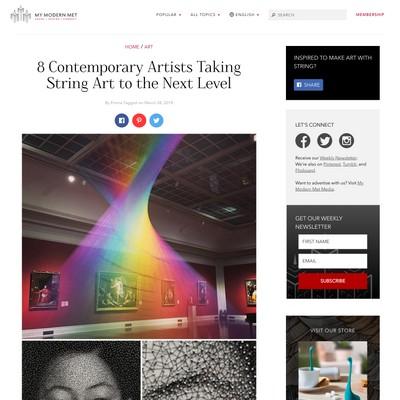 MY MODERN MET
POPULAR
ALL TOPICS
ENGLISH
SEARCH
MEMBERSHIP
HOME / ART
8 Contemporary Artists Taking
String Art to the Next Level
By Emma Taggart on March 28, 2019
INSPIRED TO MAKE ART WITH
STRING?
SHARE
LET'S CONNECT
Receive our Weekly Newsletter.
We're also on Pinterest, Tumblr, and
Flipboard.
Want to advertise with us? Visit My
Modern Met Media.
GET OUR WEEKLY
NEWSLETTER
FIRST NAME
EMAIL
SUBSCRIBE
VISIT OUR STORE